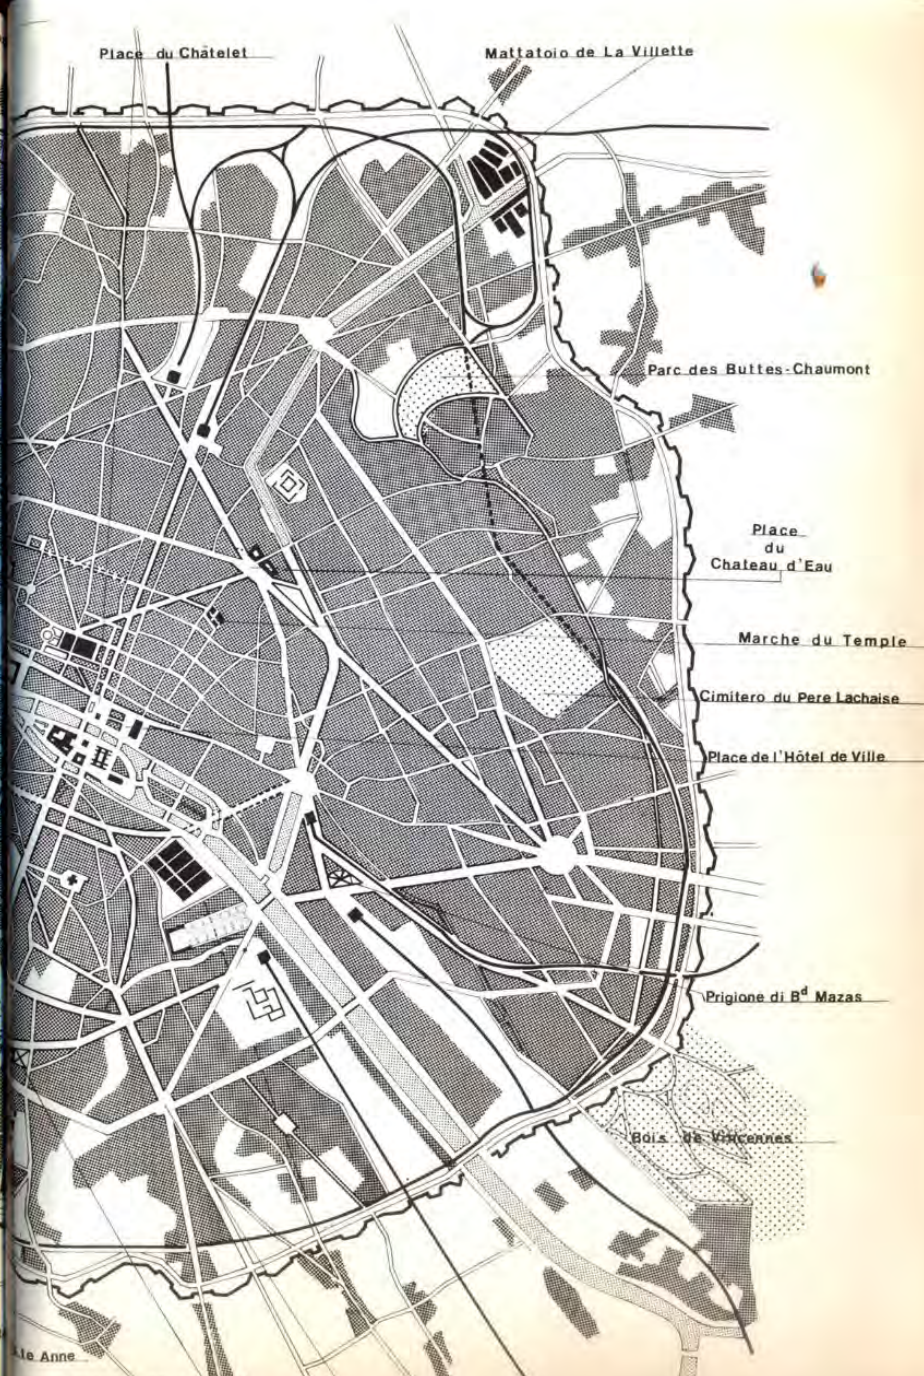 Place du Châtelet
Mattatoio de La Villette
Parc des Buttes-Chaumont
Place
du
Chateau d'Eau
Marche du Temple
Cimitero du Pere Lachaise
Place de l'Hôtel de Ville
Prigione di Bd Mazas
Bois de Vincennes
Anne